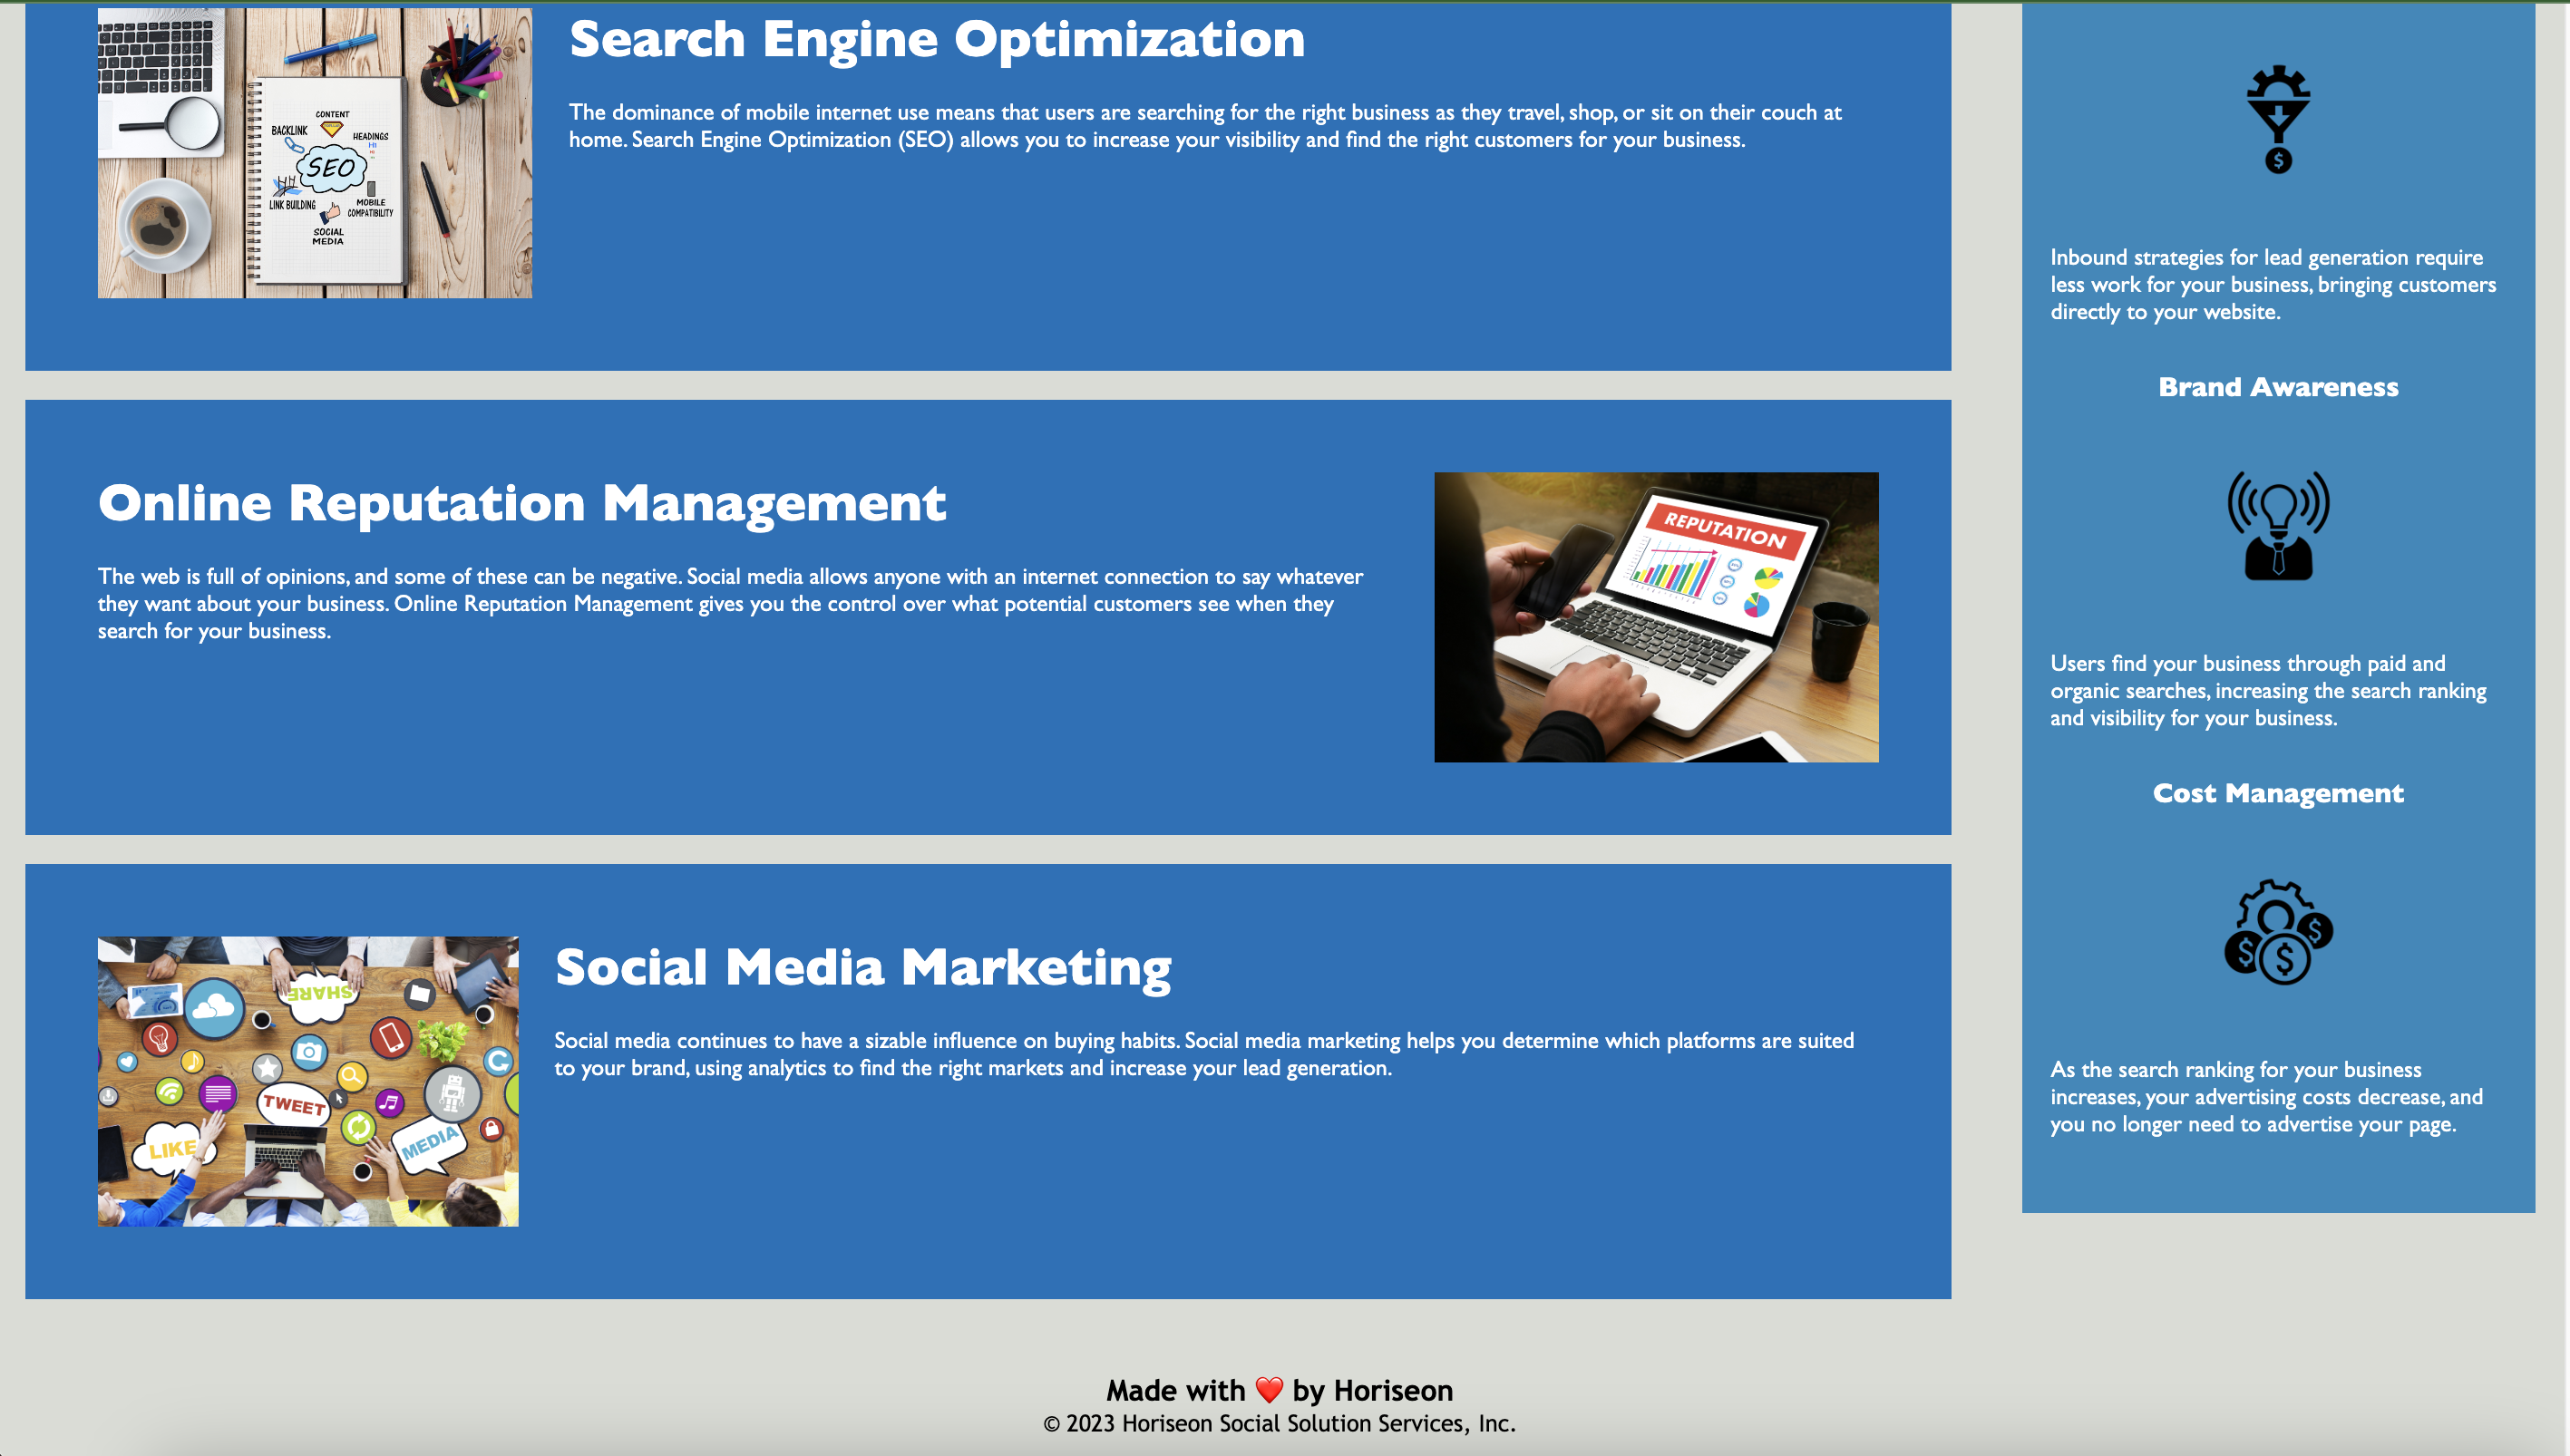 Search Engine Optimization
The dominance of mobile internet use means that users are searching for the right business as they travel, shop, or sit on their couch at
home. Search Engine Optimization (SEO) allows you to increase your visibility and find the right customers for your business.
CONTENT
BACKLINK
HEADINGS
H1
SEO
LINK BUILDING
MOBILE
COMPATIBILITY
SOCIAL
MEDIA
Online Reputation Management
The web is full of opinions, and some of these can be negative. Social media allows anyone with an internet connection to say whatever
they want about your business. Online Reputation Management gives you the control over what potential customers see when they
search for your business.
REPUTATION
Social Media Marketing
Social media continues to have a sizable influence on buying habits. Social media marketing helps you determine which platforms are suited
to your brand, using analytics to find the right markets and increase your lead generation.
SHARE
TWEET
LIKE
MEDIA
$
Inbound strategies for lead generation require
less work for your business, bringing customers
directly to your website.
Brand Awareness
Users find your business through paid and
organic searches, increasing the search ranking
and visibility for your business.
Cost Management
$ $ $
As the search ranking for your business
increases, your advertising costs decrease, and
you no longer need to advertise your page.
Made with ❤️ by Horiseon
© 2023 Horiseon Social Solution Services, Inc.